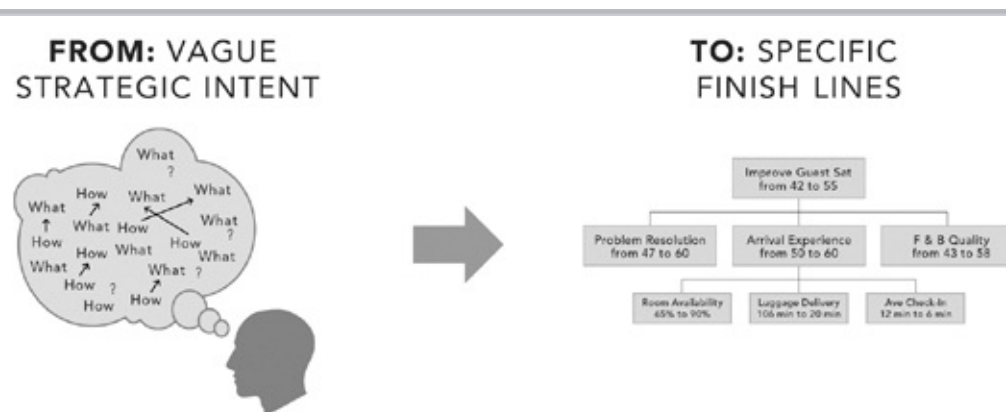 FROM: VAGUE
STRATEGIC INTENT
What
?
How
What
What
What
What How
What
?
How
How
How
What
What
What
What ?
How
?
How
How
TO: SPECIFIC
FINISH LINES
Improve Guest Sat
from 42 to 55
Problem Resolution
from 47 to 60
Arrival Experience
from 50 to 60
F & B Quality
from 43 to 58
Room Availability
65% to 90%
Luggage Delivery
106 min to 20 min
Ave Check-In
12 min to 6 min